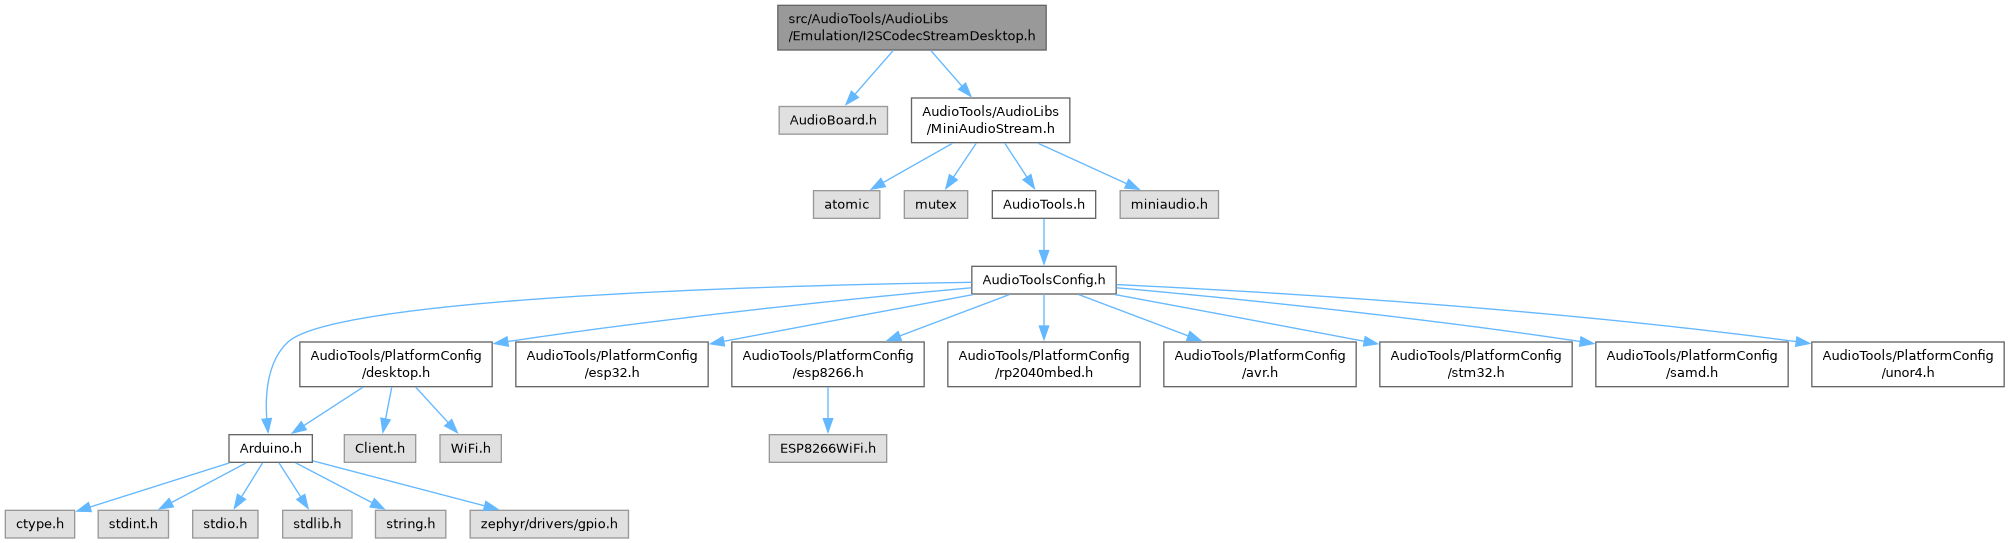 src/AudioTools/AudioLibs
/Emulation/I2SCodecStreamDesktop.h
AudioBoard.h
AudioTools/AudioLibs
/MiniAudioStream.h
atomic
mutex
AudioTools.h
miniaudio.h
AudioToolsConfig.h
AudioTools/PlatformConfig
/desktop.h
AudioTools/PlatformConfig
/esp32.h
AudioTools/PlatformConfig
/esp8266.h
AudioTools/PlatformConfig
/rp2040mbed.h
AudioTools/PlatformConfig
/avr.h
AudioTools/PlatformConfig
/stm32.h
AudioTools/PlatformConfig
/samd.h
AudioTools/PlatformConfig
/unor4.h
Arduino.h
Client.h
WiFi.h
ESP8266WiFi.h
ctype.h
stdint.h
stdio.h
stdlib.h
string.h
zephyr/drivers/gpio.h